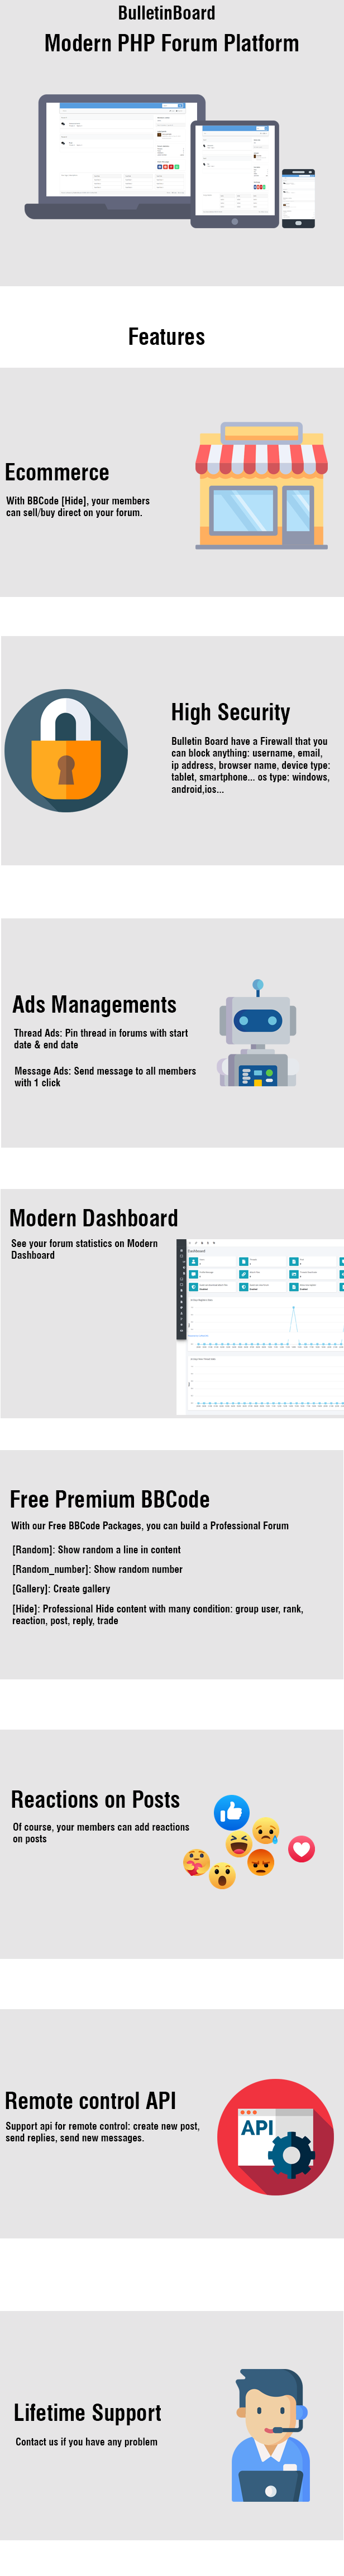 BulletinBoard
Modern PHP Forum Platform
Features
Ecommerce
With BBCode [Hide], your members
can sell/buy direct on your forum.
High Security
Bulletin Board have a Firewall that you
can block anything: username, email,
ip address, browser name, device type:
tablet, smartphone... os type: windows,
android,ios...
Ads Managements
Thread Ads: Pin thread in forums with start
date & end date
Message Ads: Send message to all members
with 1 click
Modern Dashboard
See your forum statistics on Modern
Dashboard
Dashboard
Free Premium BBCode
With our Free BBCode Packages, you can build a Professional Forum
[Random]: Show random a line in content
[Random_number]: Show random number
[Gallery]: Create gallery
[Hide]: Professional Hide content with many condition: group user, rank,
reaction, post, reply, trade
Reactions on Posts
Of course, your members can add reactions
on posts
Remote control API
Support api for remote control: create new post,
send replies, send new messages.
API
Lifetime Support
Contact us if you have any problem